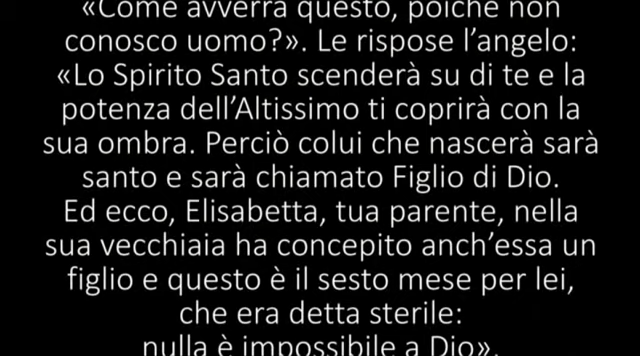 «Come avverrà questo, poiché non
conosco uomo?». Le rispose l’angelo:
«Lo Spirito Santo scenderà su di te e la
potenza dell’Altissimo ti coprirà con la
sua ombra. Perciò colui che nascerà sarà
santo e sarà chiamato Figlio di Dio.
Ed ecco, Elisabetta, tua parente, nella
sua vecchiaia ha concepito anch’essa un
figlio e questo è il sesto mese per lei,
che era detta sterile:
nulla è impossibile a Dio».